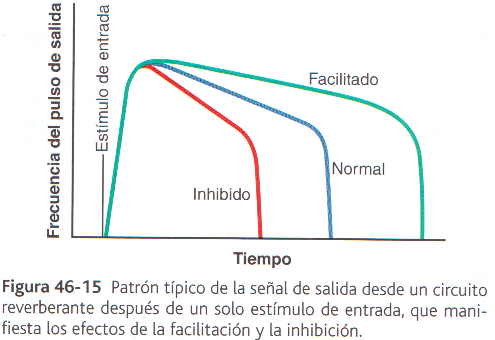 Frecuencia del pulso de salida
Estímulo de entrada
Facilitado
Normal
Inhibido
Tiempo
Figura 46-15 Patrón típico de la señal de salida desde un circuito
reverberante después de un solo estímulo de entrada, que mani-
fiesta los efectos de la facilitación y la inhibición.